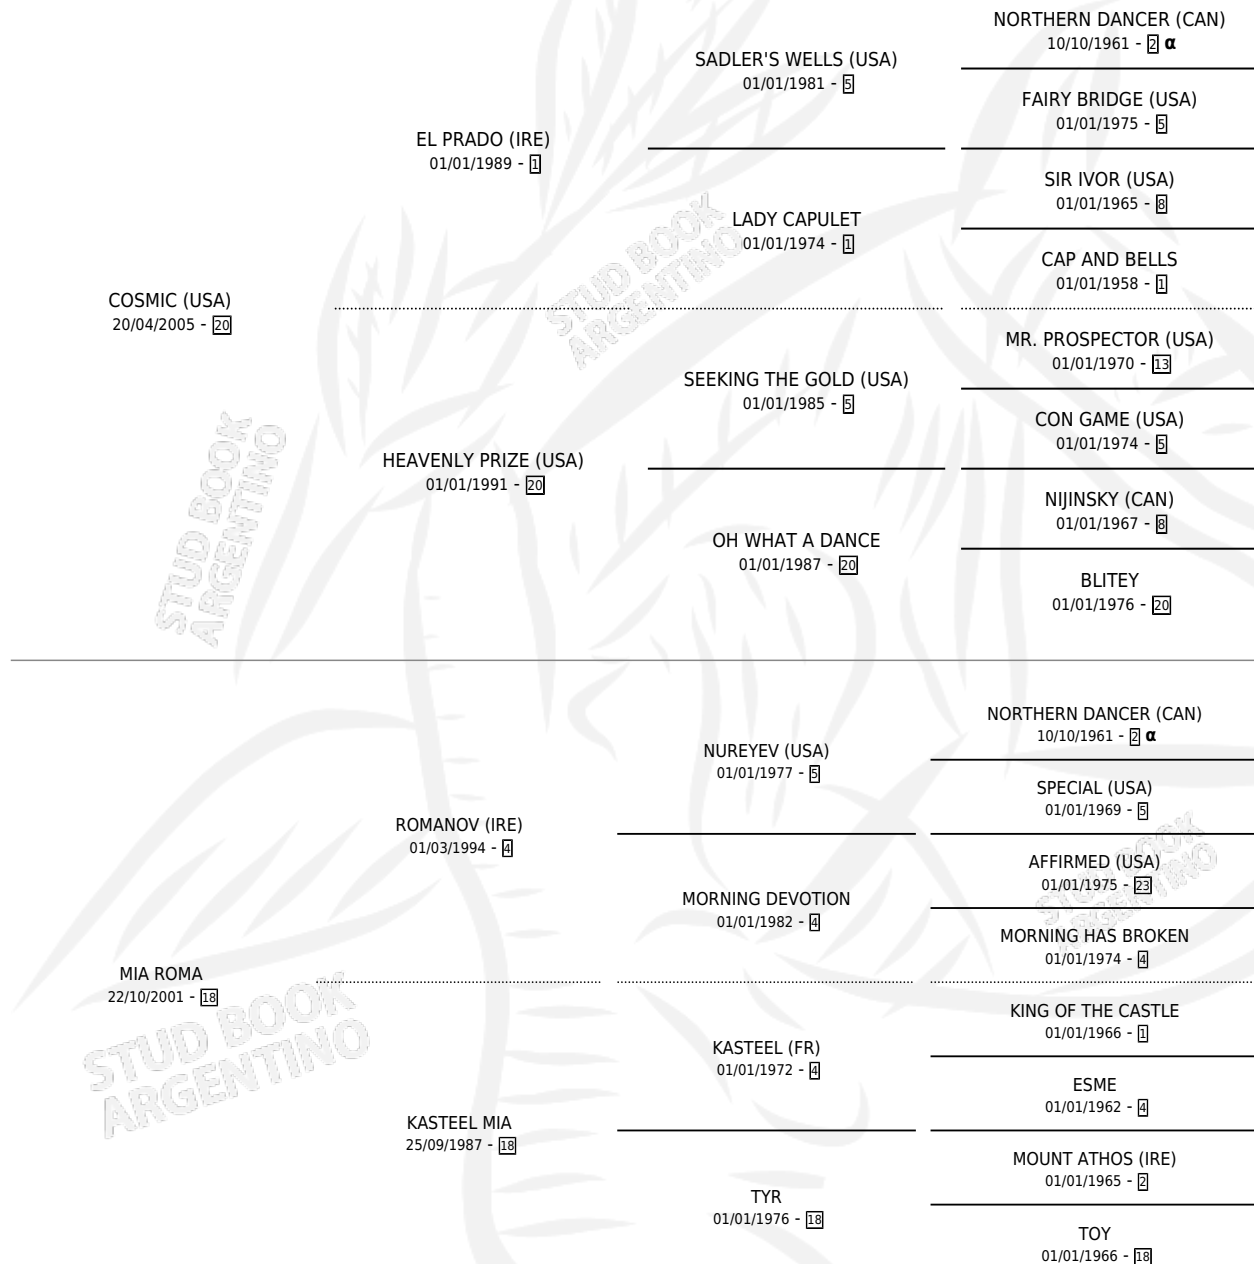 NORTHERN DANCER (CAN)
10/10/1961 - 2 α
SADLER'S WELLS (USA)
01/01/1981 - 5
FAIRY BRIDGE (USA)
01/01/1975 - 5
EL PRADO (IRE)
01/01/1989 - 1
SIR IVOR (USA)
01/01/1965 - 8
LADY CAPULET
01/01/1974 - 1
CAP AND BELLS
01/01/1958 - 1
COSMIC (USA)
20/04/2005 - 20
MR. PROSPECTOR (USA)
01/01/1970 - 13
SEEKING THE GOLD (USA)
01/01/1985 - 5
CON GAME (USA)
01/01/1974 - 5
HEAVENLY PRIZE (USA)
01/01/1991 - 20
NIJINSKY (CAN)
01/01/1967 - 8
OH WHAT A DANCE
01/01/1987 - 20
BLITEY
01/01/1976 - 20
NORTHERN DANCER (CAN)
10/10/1961 - 2 α
NUREYEV (USA)
01/01/1977 - 5
SPECIAL (USA)
01/01/1969 - 5
ROMANOV (IRE)
01/03/1994 - 4
AFFIRMED (USA)
01/01/1975 - 23
MORNING DEVOTION
01/01/1982 - 4
MORNING HAS BROKEN
01/01/1974 - 4
MIA ROMA
22/10/2001 - 18
KING OF THE CASTLE
01/01/1966 - 1
KASTEEL (FR)
01/01/1972 - 4
ESME
01/01/1962 - 4
KASTEEL MIA
25/09/1987 - 18
MOUNT ATHOS (IRE)
01/01/1965 - 2
TYR
01/01/1976 - 18
TOY
01/01/1966 - 18
STUD BOOK
ARGENTINO
STUD BOOK
ARGENTINO
STUD BOOK
ARGENTINO
STUD BOOK
ARGENTINO